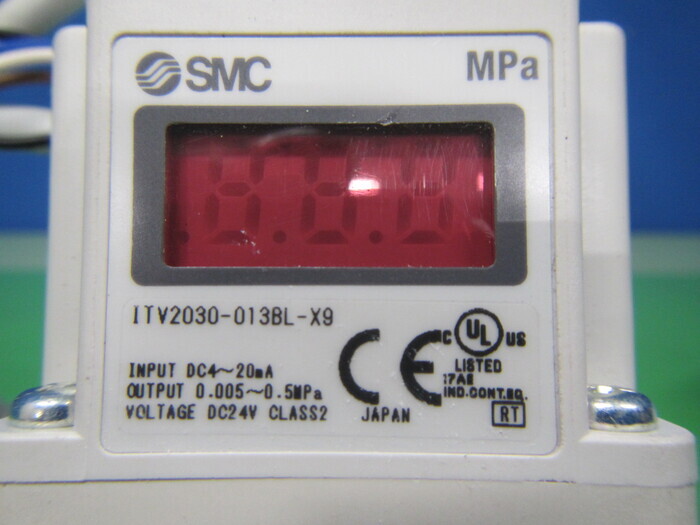 SMC MPa
ITV2030-013BL-X9
INPUT DC4～20mA
OUTPUT 0.005～0.5MPa
VOLTAGE DC24V CLASS2
CE
JAPAN
C UL US
LISTED
IND.CONT.EQ.
RT